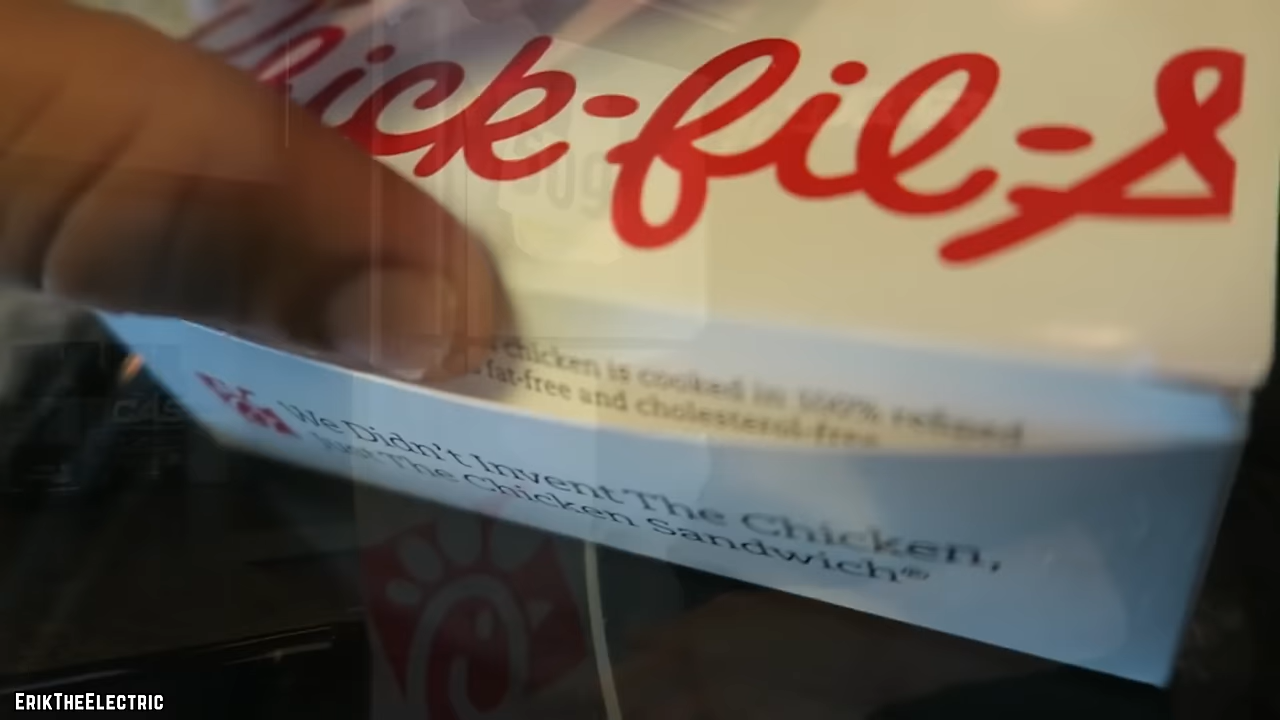 hick-fil-A
chicken is cooked in 100% refined
fat-free and cholesterol-free
We Didn't Invent The Chicken,
Just The Chicken Sandwich®
ErikTheElectric